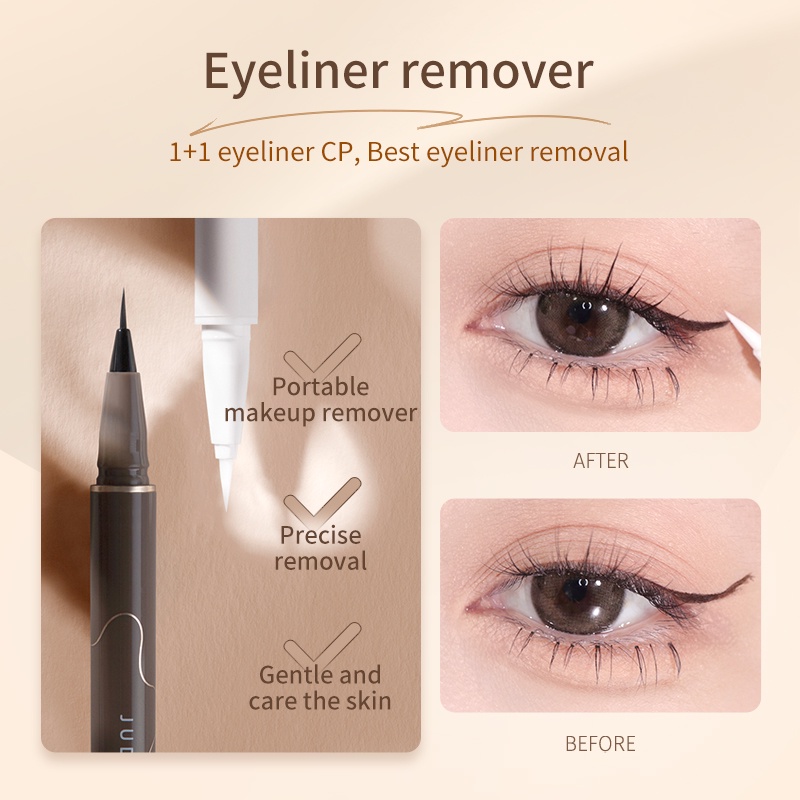 Eyeliner remover
1+1 eyeliner CP, Best eyeliner removal
Portable
makeup remover
Precise
removal
Gentle and
care the skin
AFTER
BEFORE